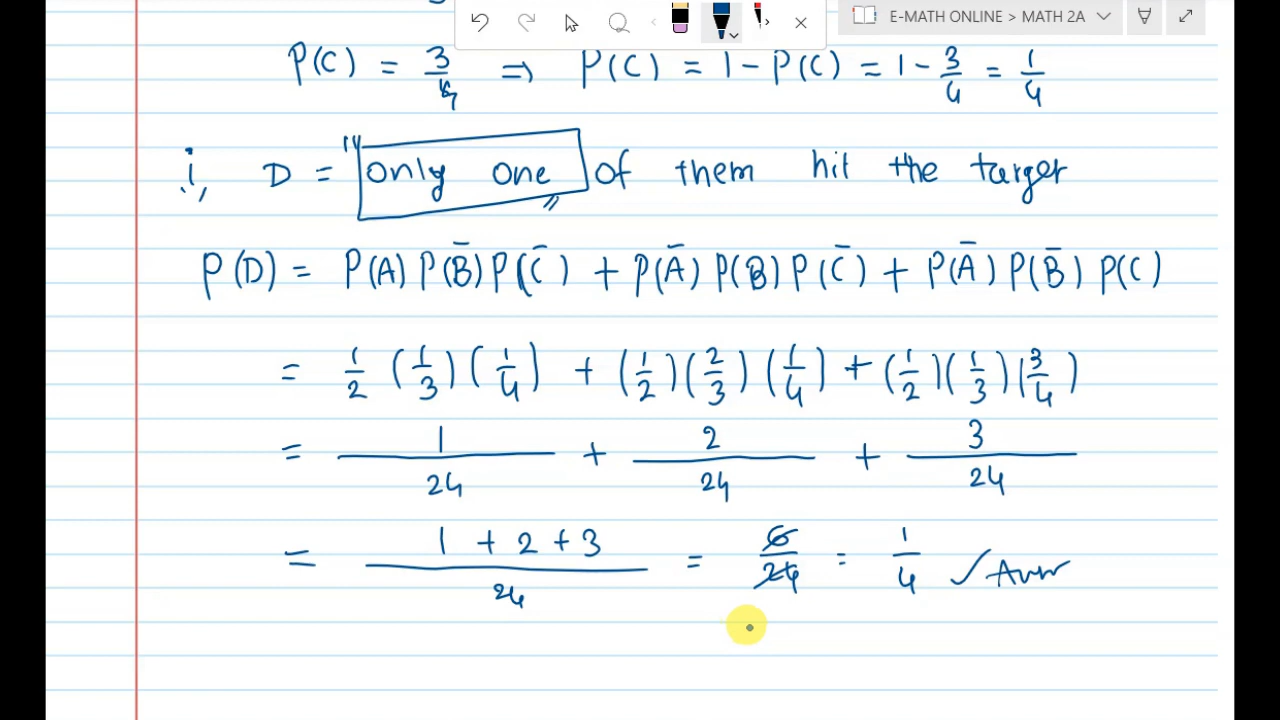 E-MATH ONLINE > MATH 2A
P(C) = 3/4 ⇒ P(C) = 1 - P(C) = 1 - 3/4 = 1/4
i, D = "only one of them hit the target
P(D) = P(A) P(B̄) P(C̄) + P(Ā) P(B) P(C̄) + P(Ā) P(B̄) P(C)
= 1/2 (1/3) (1/4) + (1/2) (2/3) (1/4) + (1/2) (1/3) (3/4)
= 1/24 + 2/24 + 3/24
= 1 + 2 + 3 / 24 = 6/24 = 1/4 ✓